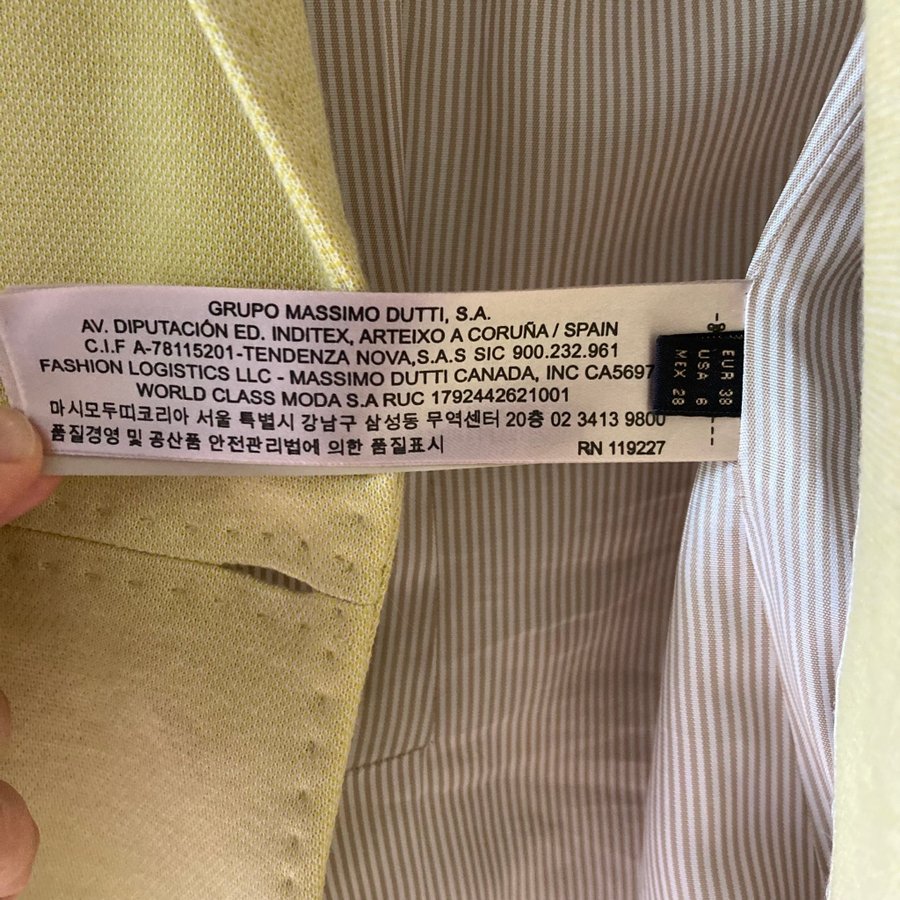 GRUPO MASSIMO DUTTI, S.A.
AV. DIPUTACIÓN ED. INDITEX, ARTEIXO A CORUÑA / SPAIN
C.I.F A-78115201-TENDENZA NOVA,S.A.S SIC 900.232.961
FASHION LOGISTICS LLC - MASSIMO DUTTI CANADA, INC CA5697
WORLD CLASS MODA S.A RUC 1792442621001
마시모두띠코리아 서울 특별시 강남구 삼성동 무역센터 20층 02 3413 9800
품질경영 및 공산품 안전관리법에 의한 품질표시
RN 119227
EUR 38
USA 6
MEX 28